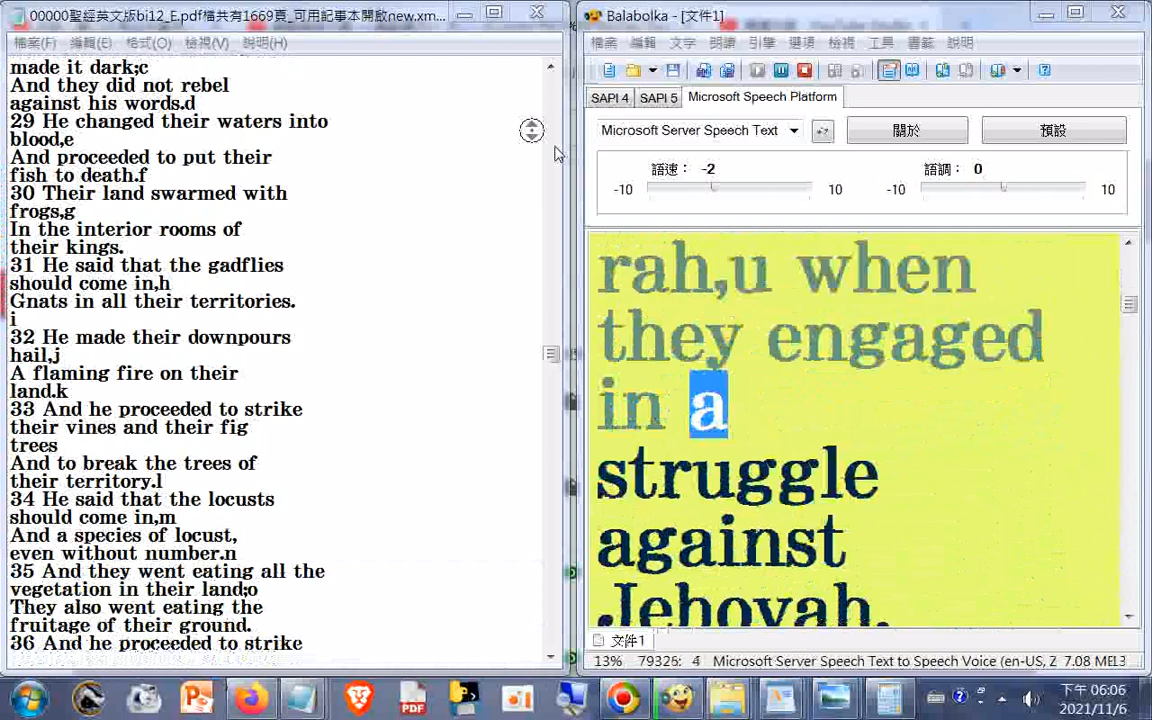 00000聖經英文版bi12_E.pdf檔共有1669頁_可用記事本開啟new.xm...
檔案(F) 編輯(E) 格式(O) 檢視(V) 說明(H)
made it dark;c
And they did not rebel
against his words.d
29 He changed their waters into
blood,e
And proceeded to put their
fish to death.f
30 Their land swarmed with
frogs,g
In the interior rooms of
their kings.
31 He said that the gadflies
should come in,h
Gnats in all their territories.
i
32 He made their downpours
hail,j
A flaming fire on their
land.k
33 And he proceeded to strike
their vines and their fig
trees
And to break the trees of
their territory.l
34 He said that the locusts
should come in,m
And a species of locust,
even without number.n
35 And they went eating all the
vegetation in their land;o
They also went eating the
fruitage of their ground.
36 And he proceeded to strike
Balabolka - [文件1]
檔案 編輯 文字 朗讀 引擎 選項 檢視 工具 書籤 說明
SAPI 4 SAPI 5 Microsoft Speech Platform
Microsoft Server Speech Text 關於 預設
語速： -2 語調： 0
-10 10 -10 10
rah,u when
they engaged
in a
struggle
against
Jehovah.
文件1
13% 79326: 4 Microsoft Server Speech Text to Speech Voice (en-US, Z 7.08 ME
下午 06:06
2021/11/6